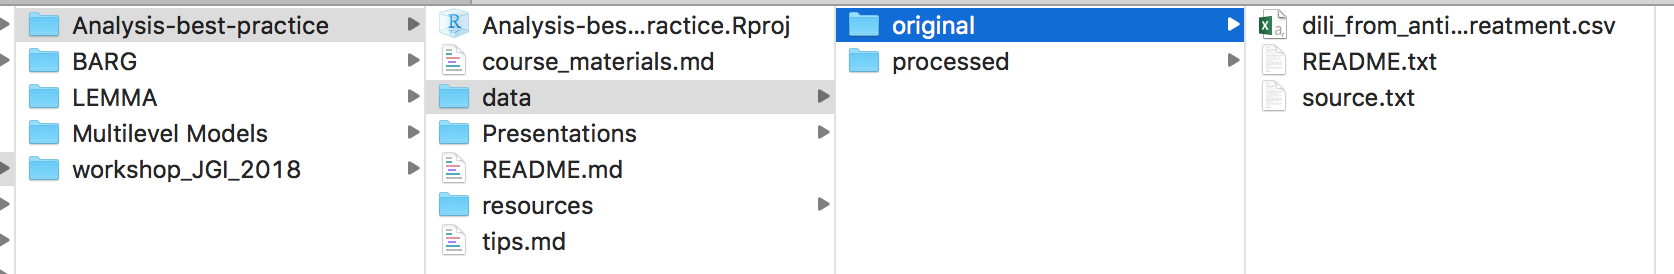 Analysis-best-practice
BARG
LEMMA
Multilevel Models
workshop_JGI_2018
Analysis-bes...ractice.Rproj
course_materials.md
data
Presentations
README.md
resources
tips.md
original
processed
dili_from_anti...reatment.csv
README.txt
source.txt